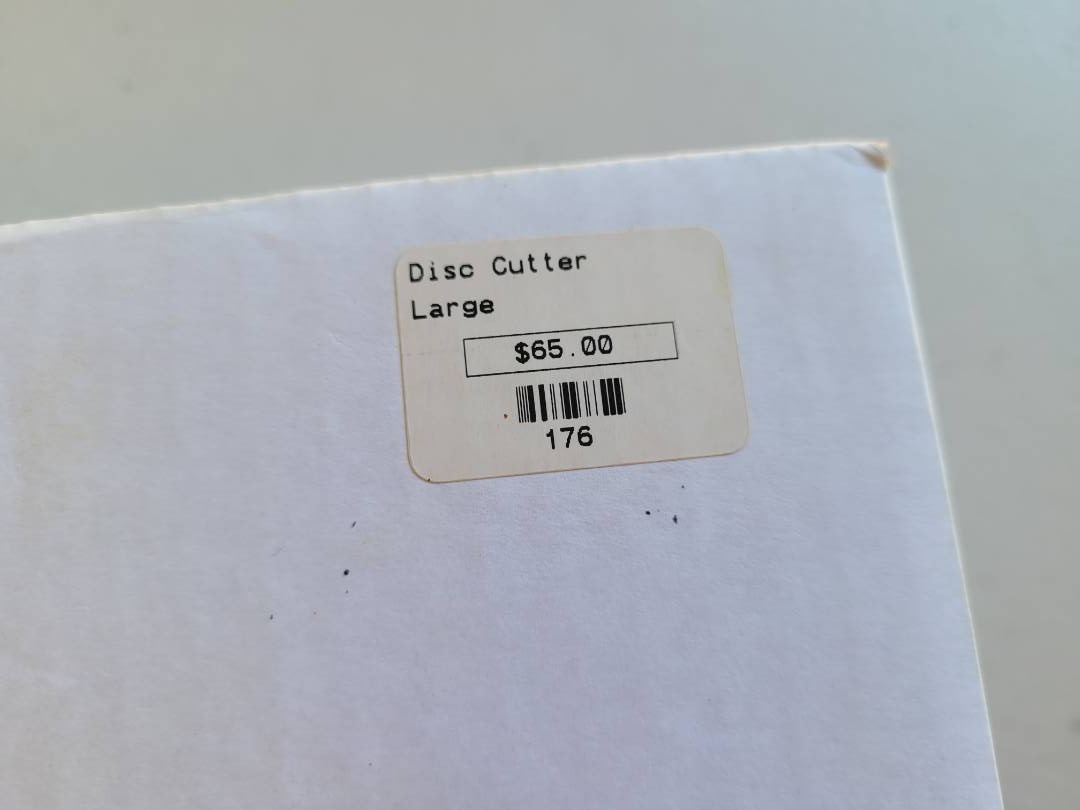 Disc Cutter
Large
$65.00
176